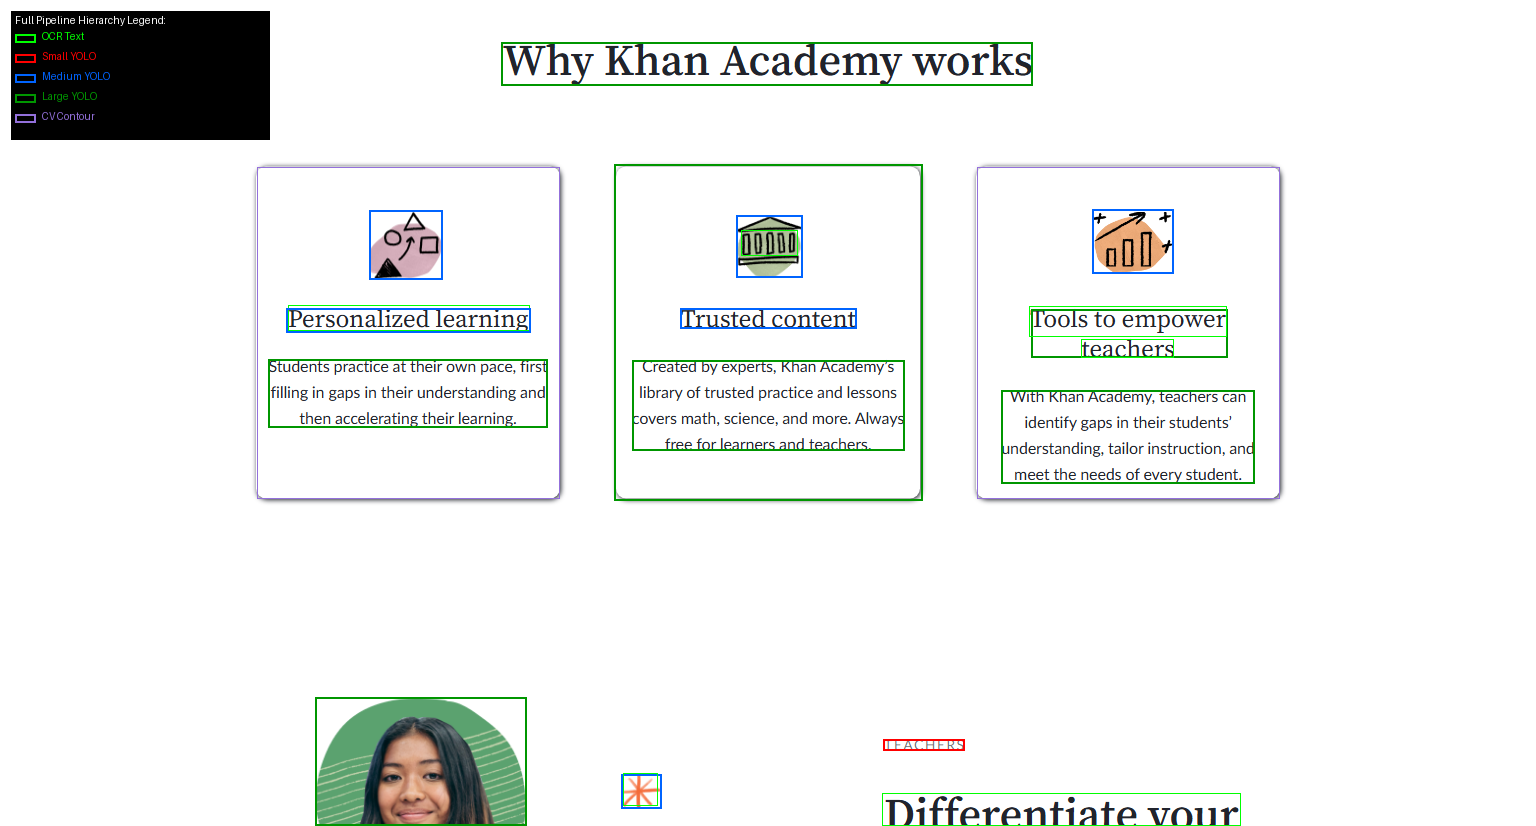 Full Pipeline Hierarchy Legend:
OCR Text
Small YOLO
Medium YOLO
Large YOLO
CV Contour
Why Khan Academy works
Personalized learning
Students practice at their own pace, first
filling in gaps in their understanding and
then accelerating their learning.
Trusted content
Created by experts, Khan Academy's
library of trusted practice and lessons
covers math, science, and more. Always
free for learners and teachers.
Tools to empower
teachers
With Khan Academy, teachers can
identify gaps in their students'
understanding, tailor instruction, and
meet the needs of every student.
TEACHERS
Differentiate your